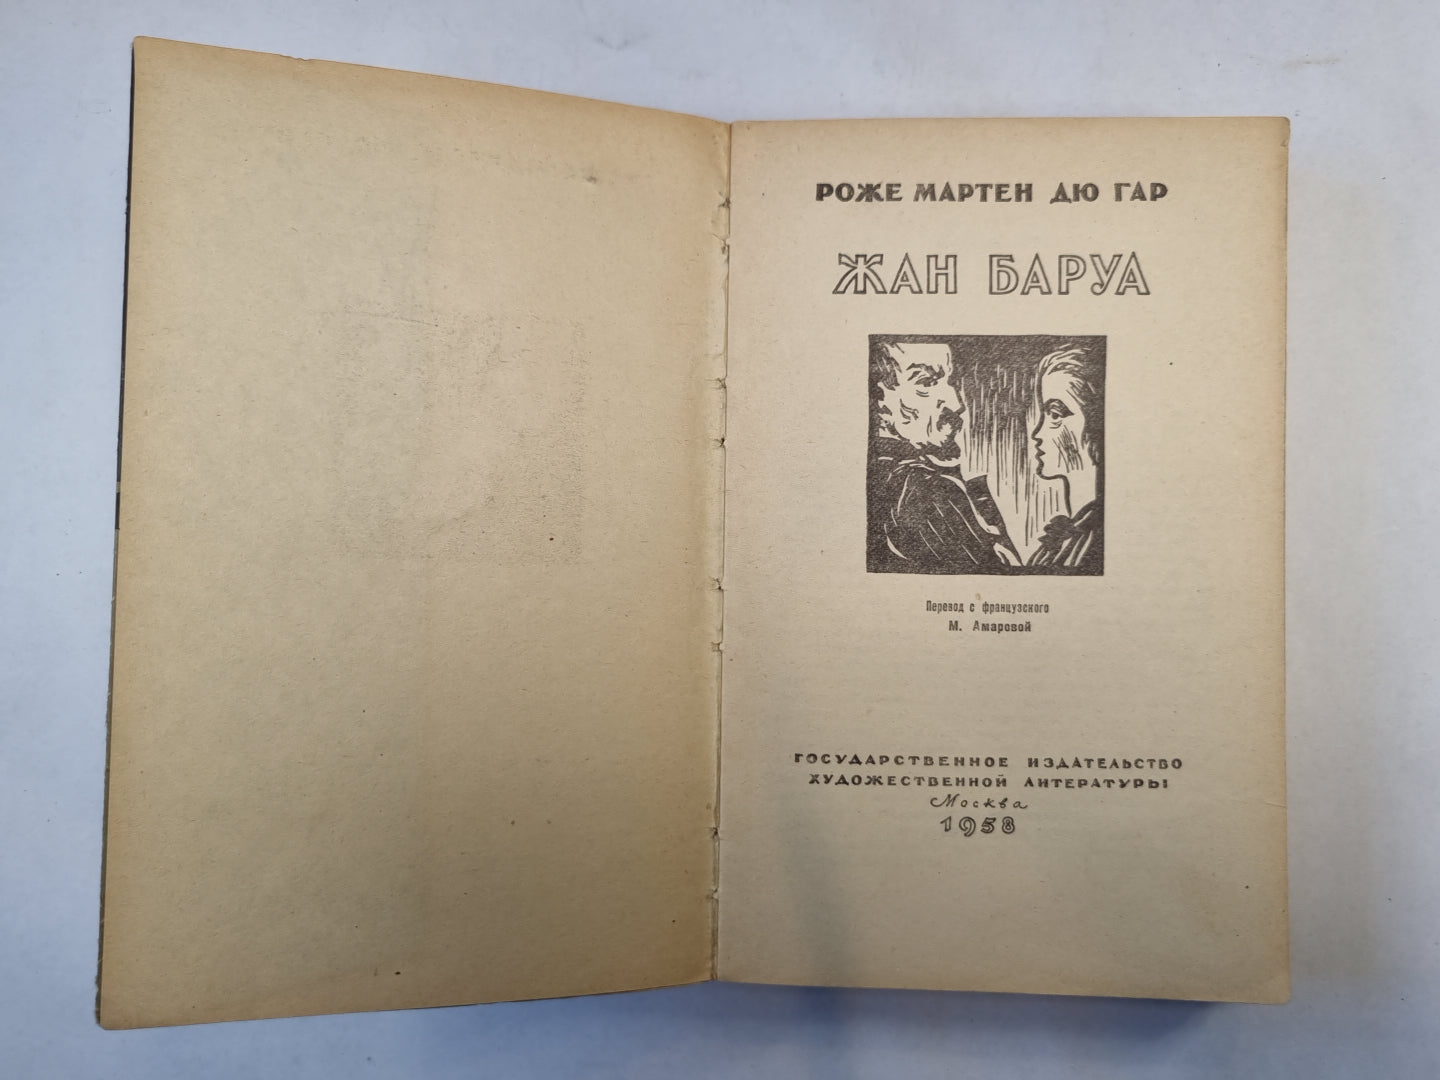 РОЖЕ МАРТЕН ДЮ ГАР
ЖАН БАРУА
Перевод с французского
М. Амаровой
ГОСУДАРСТВЕННОЕ ИЗДАТЕЛЬСТВО
ХУДОЖЕСТВЕННОЙ ЛИТЕРАТУРЫ
Москва
1958